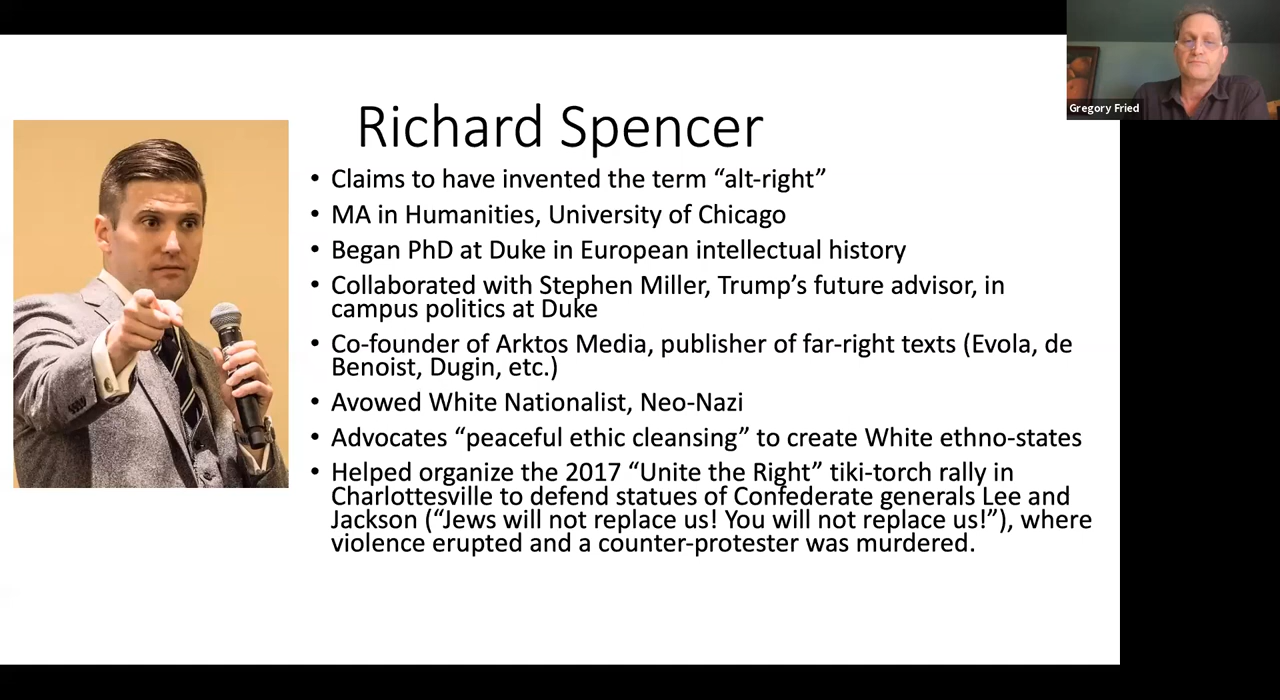 Gregory Fried
Richard Spencer
• Claims to have invented the term “alt-right”
• MA in Humanities, University of Chicago
• Began PhD at Duke in European intellectual history
• Collaborated with Stephen Miller, Trump’s future advisor, in
campus politics at Duke
• Co-founder of Arktos Media, publisher of far-right texts (Evola, de
Benoist, Dugin, etc.)
• Avowed White Nationalist, Neo-Nazi
• Advocates “peaceful ethic cleansing” to create White ethno-states
• Helped organize the 2017 “Unite the Right” tiki-torch rally in
Charlottesville to defend statues of Confederate generals Lee and
Jackson (“Jews will not replace us! You will not replace us!”), where
violence erupted and a counter-protester was murdered.